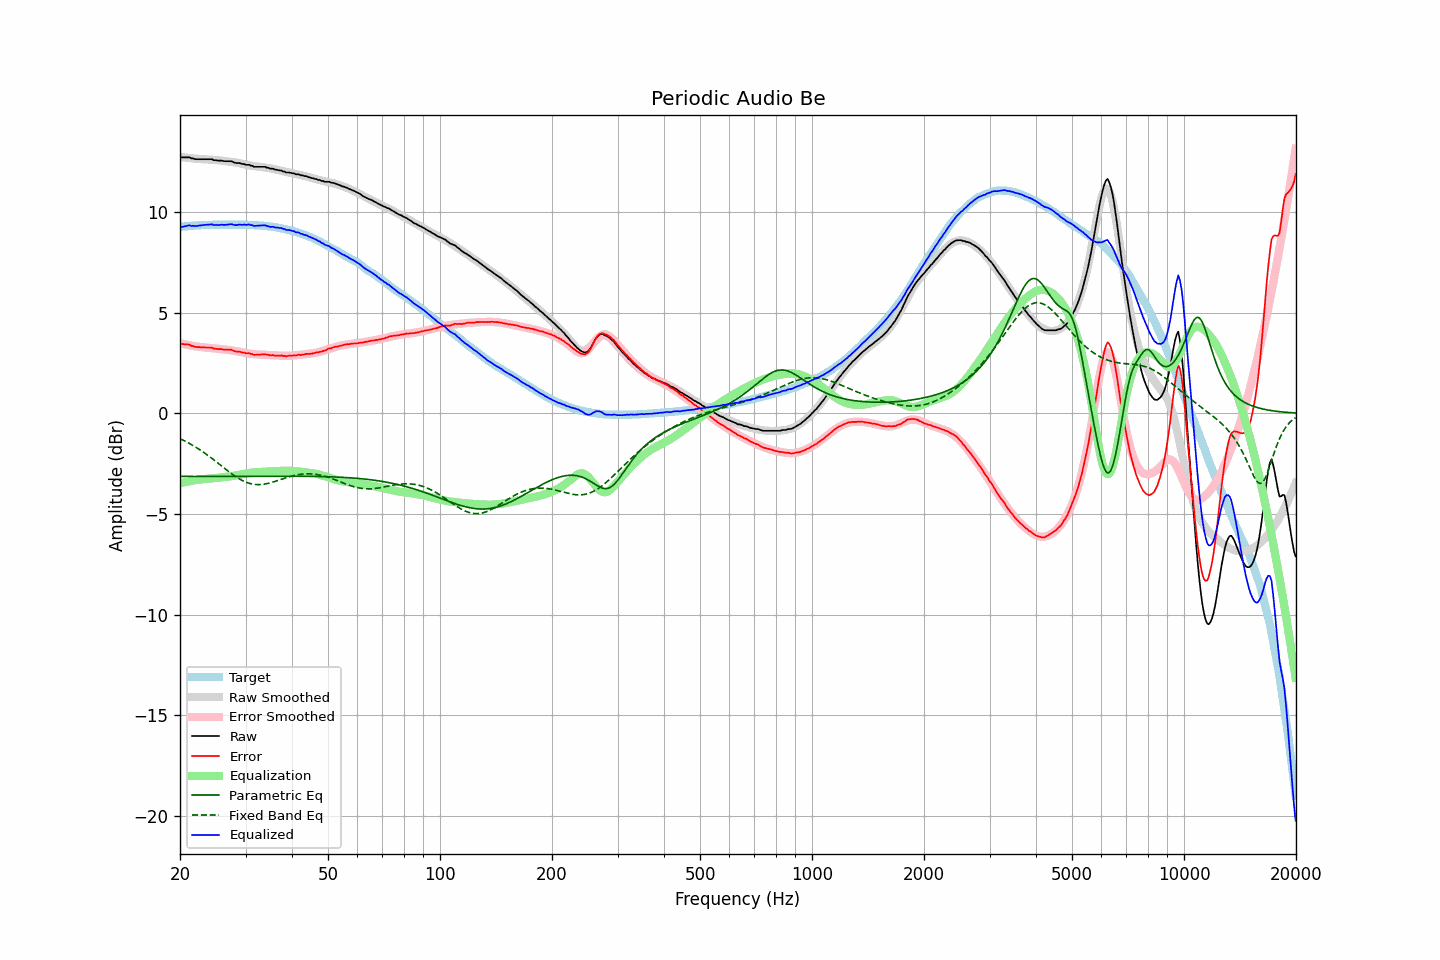 Periodic Audio Be
Amplitude (dBr)
10
5
0
−5
−10
−15
−20
Target
Raw Smoothed
Error Smoothed
Raw
Error
Equalization
Parametric Eq
Fixed Band Eq
Equalized
20 50 100 200 500 1000 2000 5000 10000 20000
Frequency (Hz)